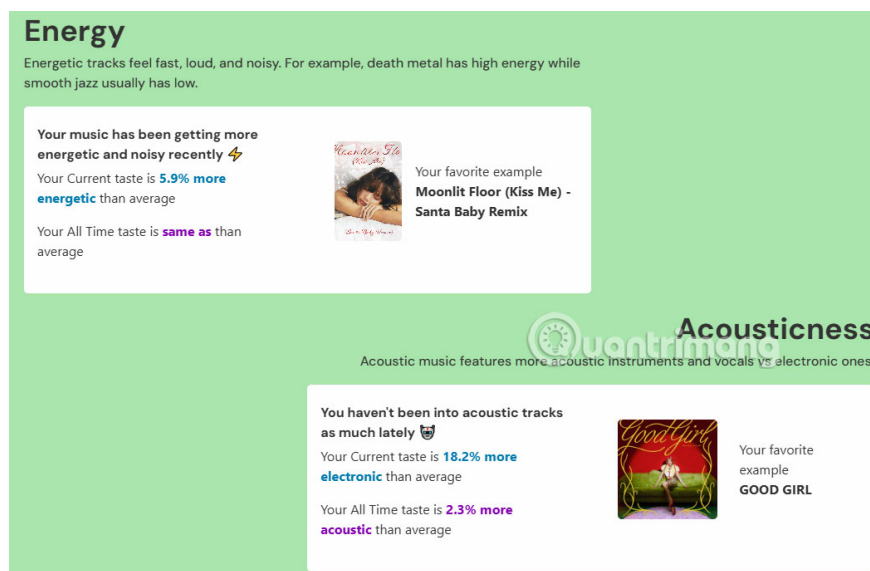 Energy
Energetic tracks feel fast, loud, and noisy. For example, death metal has high energy while
smooth jazz usually has low.
Your music has been getting more
energetic and noisy recently ⚡
Your Current taste is 5.9% more
energetic than average
Your All Time taste is same as than
average
(Kiss Me)
Your favorite example
Moonlit Floor (Kiss Me) -
Santa Baby Remix
Acousticness
Quantrimang
Acoustic music features more acoustic instruments and vocals vs electronic ones
You haven't been into acoustic tracks
as much lately
Your Current taste is 18.2% more
electronic than average
Your All Time taste is 2.3% more
acoustic than average
Good Girl
Your favorite
example
GOOD GIRL